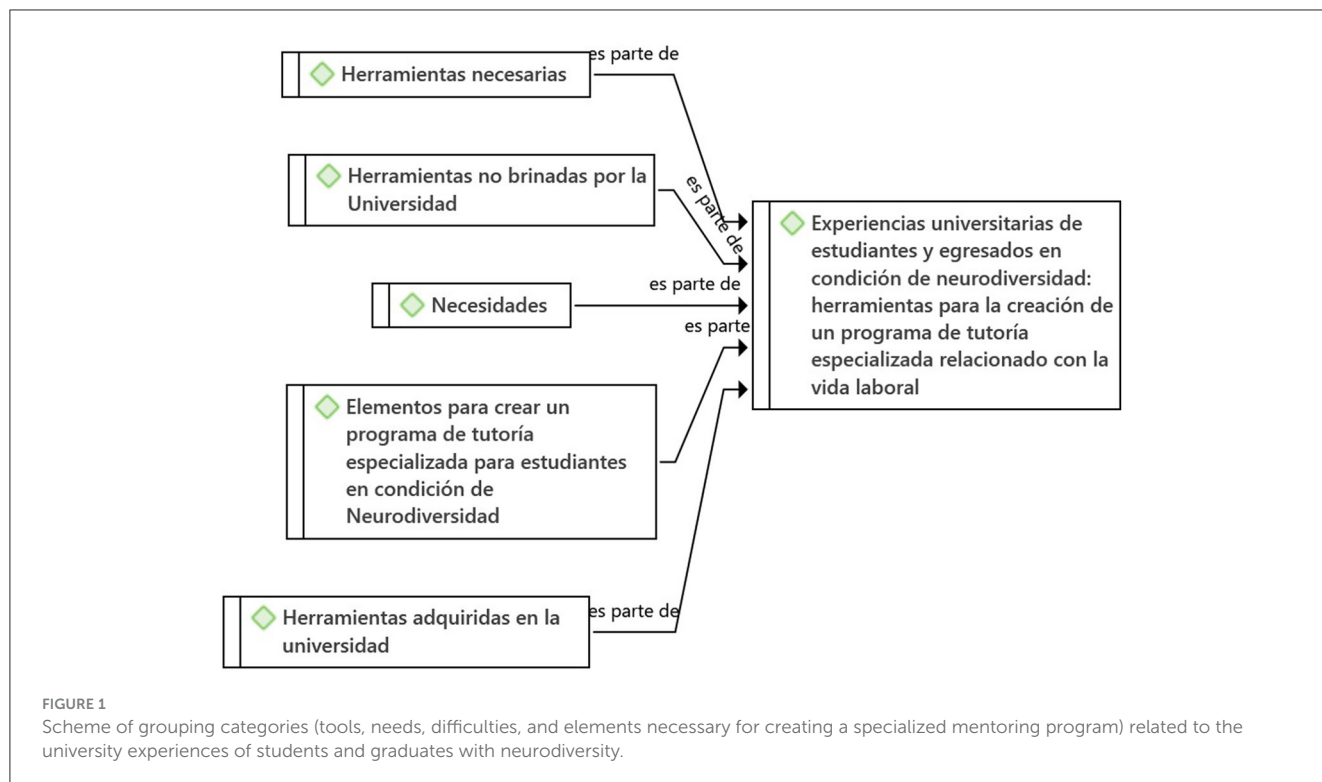 es parte de
Herramientas necesarias
Herramientas no brinadas por la
Universidad
es parte de
Necesidades
es parte de
es parte
Elementos para crear un
programa de tutoría
especializada para estudiantes
en condición de
Neurodiversidad
Herramientas adquiridas en la
universidad
es parte de
Experiencias universitarias de
estudiantes y egresados en
condición de neurodiversidad:
herramientas para la creación de
un programa de tutoría
especializada relacionado con la
vida laboral
FIGURE 1
Scheme of grouping categories (tools, needs, difficulties, and elements necessary for creating a specialized mentoring program) related to the
university experiences of students and graduates with neurodiversity.